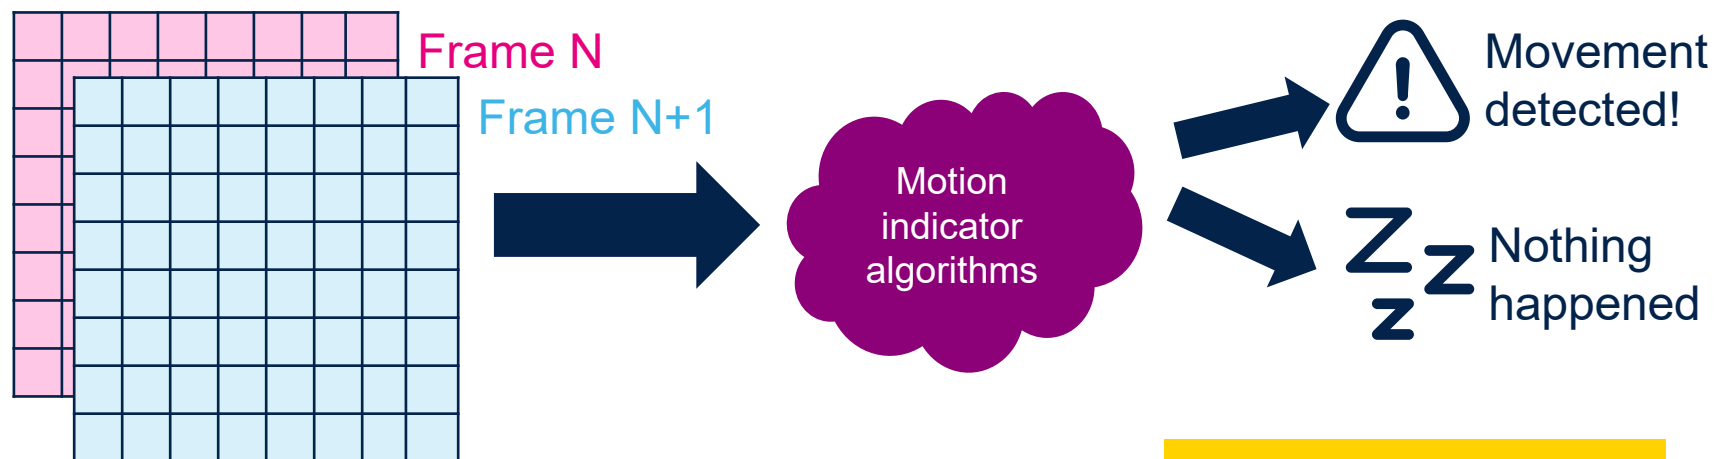 Frame N
Frame N+1
Motion
indicator
algorithms
Movement
detected!
Nothing
happened